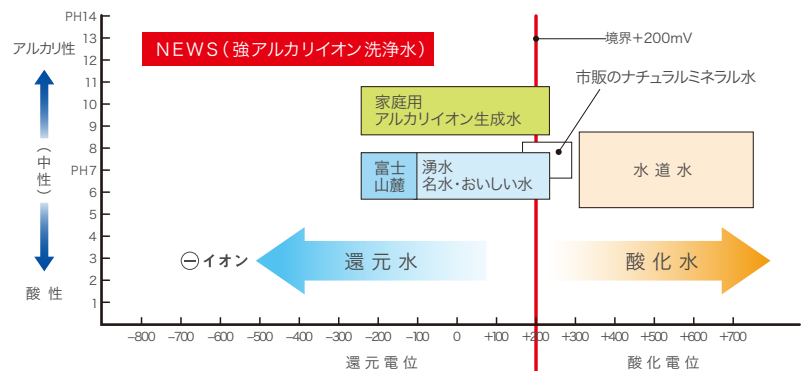 PH14
アルカリ性
13
12
11
10
9
8
(中性)
PH7
6
5
4
3
2
酸性
1
NEWS(強アルカリイオン洗浄水)
境界+200mV
市販のナチュラルミネラル水
家庭用
アルカリイオン生成水
富士
山麓
湧水
名水・おいしい水
水道水
⊖イオン
還元水
酸化水
-800 -700 -600 -500 -400 -300 -200 -100 0 +100 +200 +300 +400 +500 +600 +700
還元電位
酸化電位